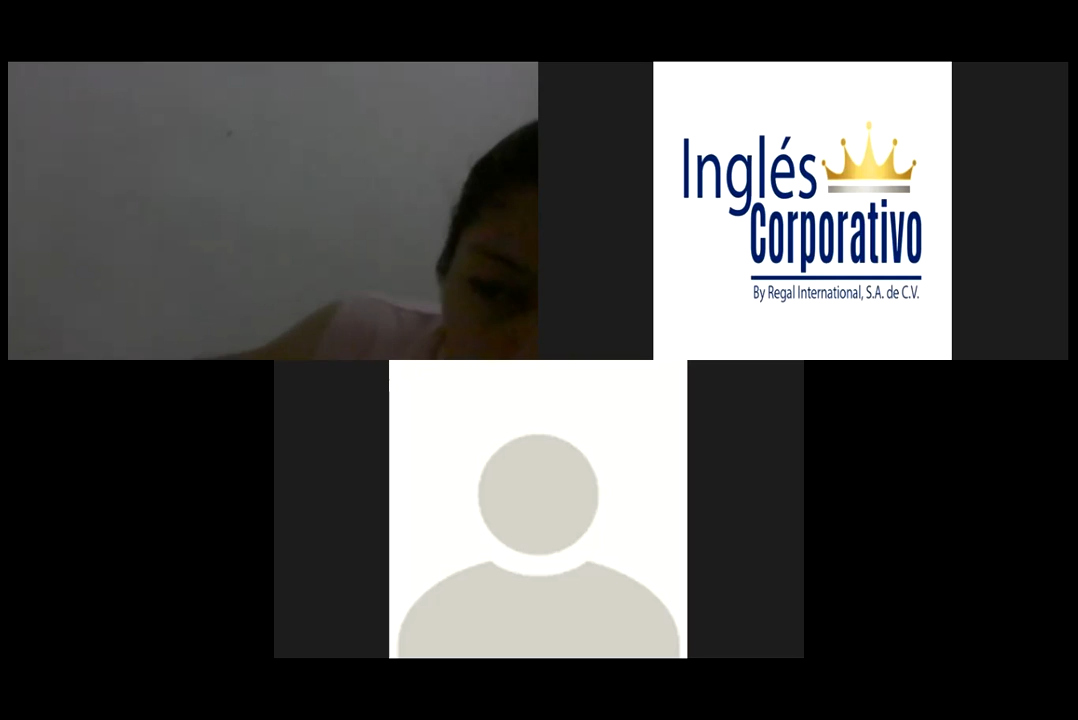 Inglés
Corporativo
By Regal International, S.A. de C.V.